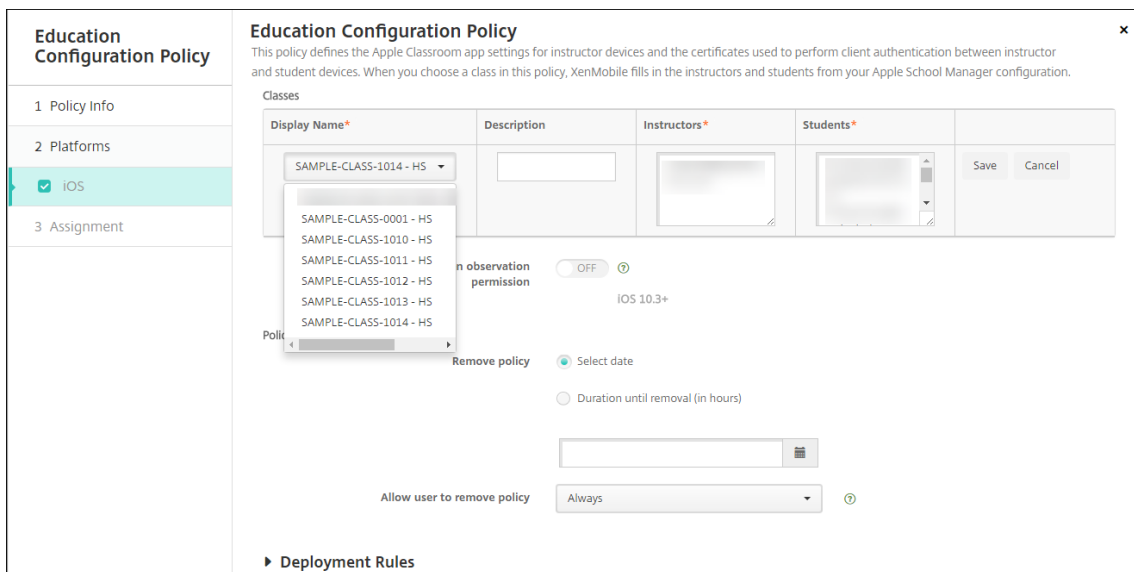 Education
Configuration Policy
1 Policy Info
2 Platforms
iOS
3 Assignment
Education Configuration Policy
×
This policy defines the Apple Classroom app settings for instructor devices and the certificates used to perform client authentication between instructor
and student devices. When you choose a class in this policy, XenMobile fills in the instructors and students from your Apple School Manager configuration.
Classes
Display Name* Description Instructors* Students*
SAMPLE-CLASS-1014 - HS Save Cancel
SAMPLE-CLASS-0001 - HS
SAMPLE-CLASS-1010 - HS
SAMPLE-CLASS-1011 - HS
SAMPLE-CLASS-1012 - HS
SAMPLE-CLASS-1013 - HS
SAMPLE-CLASS-1014 - HS
observation
permission
OFF
iOS 10.3+
Remove policy
Select date
Duration until removal (in hours)
Allow user to remove policy
Always
Deployment Rules